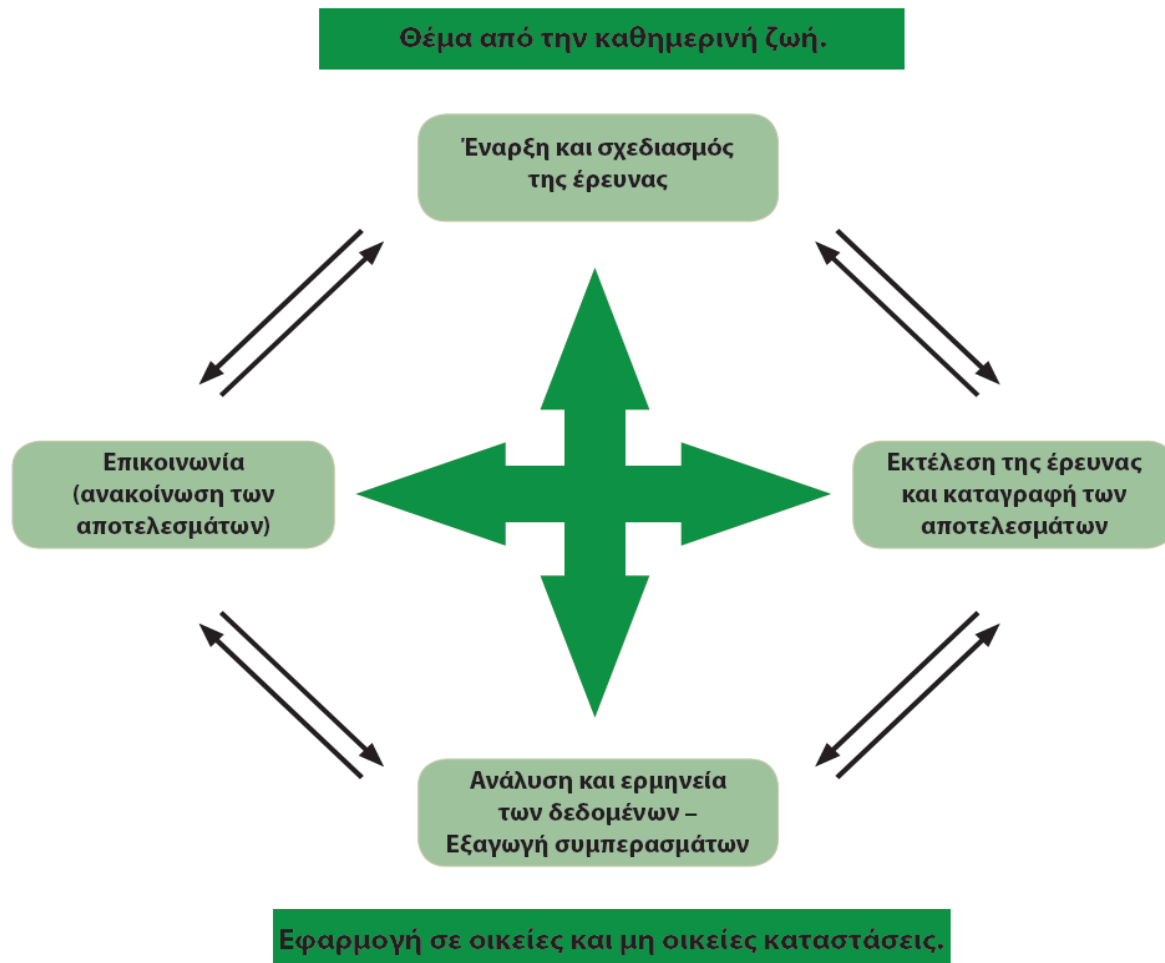 Θέμα από την καθημερινή ζωή.
Έναρξη και σχεδιασμός
της έρευνας
Επικοινωνία
(ανακοίνωση των
αποτελεσμάτων)
Εκτέλεση της έρευνας
και καταγραφή των
αποτελεσμάτων
Ανάλυση και ερμηνεία
των δεδομένων –
Εξαγωγή συμπερασμάτων
Εφαρμογή σε οικείες και μη οικείες καταστάσεις.